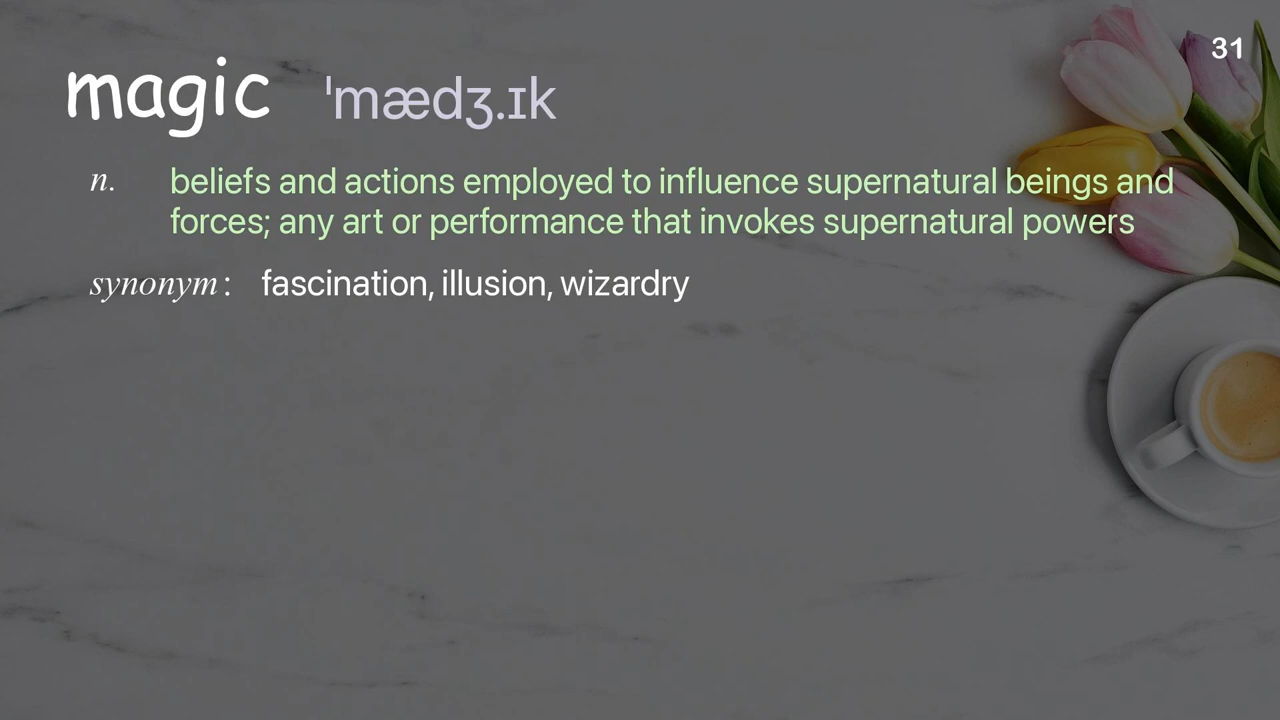 31
magic ˈmædʒ.ɪk
n. beliefs and actions employed to influence supernatural beings and
forces; any art or performance that invokes supernatural powers
synonym : fascination, illusion, wizardry